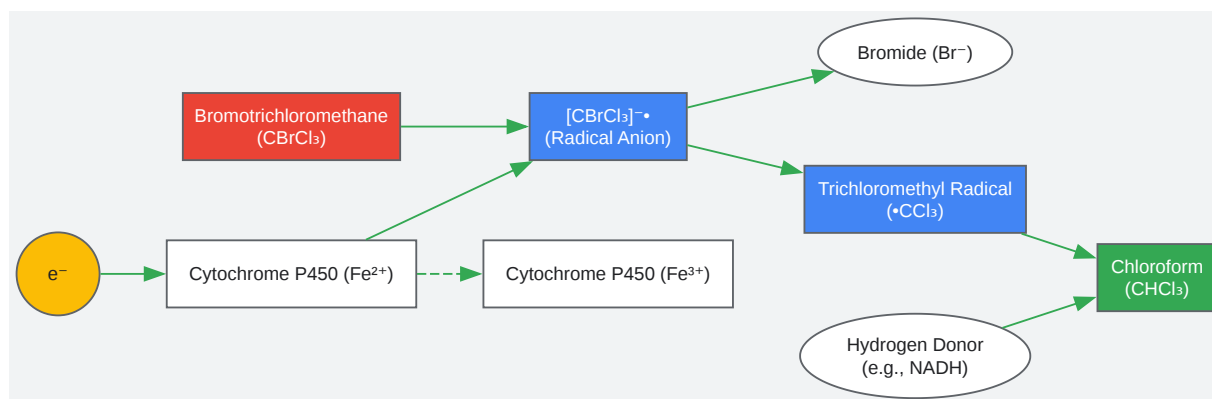 Bromide (Br⁻)
Bromotrichloromethane
(CBrCl₃)
[CBrCl₃]⁻•
(Radical Anion)
Trichloromethyl Radical
(•CCl₃)
e⁻
Cytochrome P450 (Fe²⁺)
Cytochrome P450 (Fe³⁺)
Chloroform
(CHCl₃)
Hydrogen Donor
(e.g., NADH)